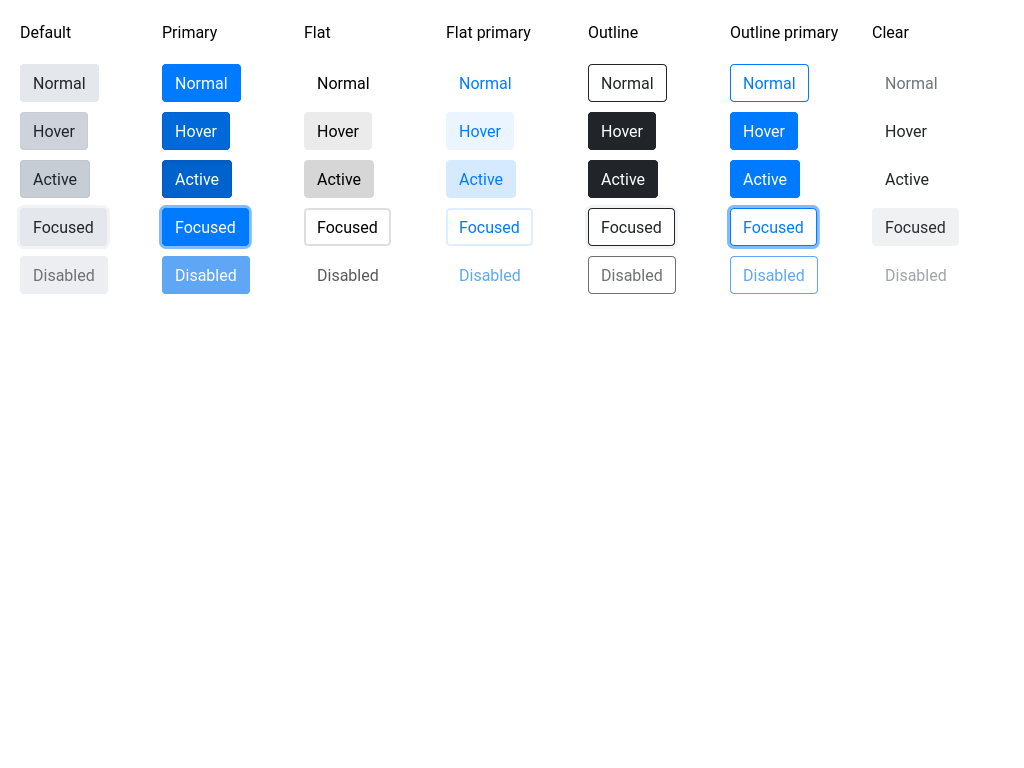 Default Primary Flat Flat primary Outline Outline primary Clear
Normal Normal Normal Normal Normal Normal Normal
Hover Hover Hover Hover Hover Hover Hover
Active Active Active Active Active Active Active
Focused Focused Focused Focused Focused Focused Focused
Disabled Disabled Disabled Disabled Disabled Disabled Disabled